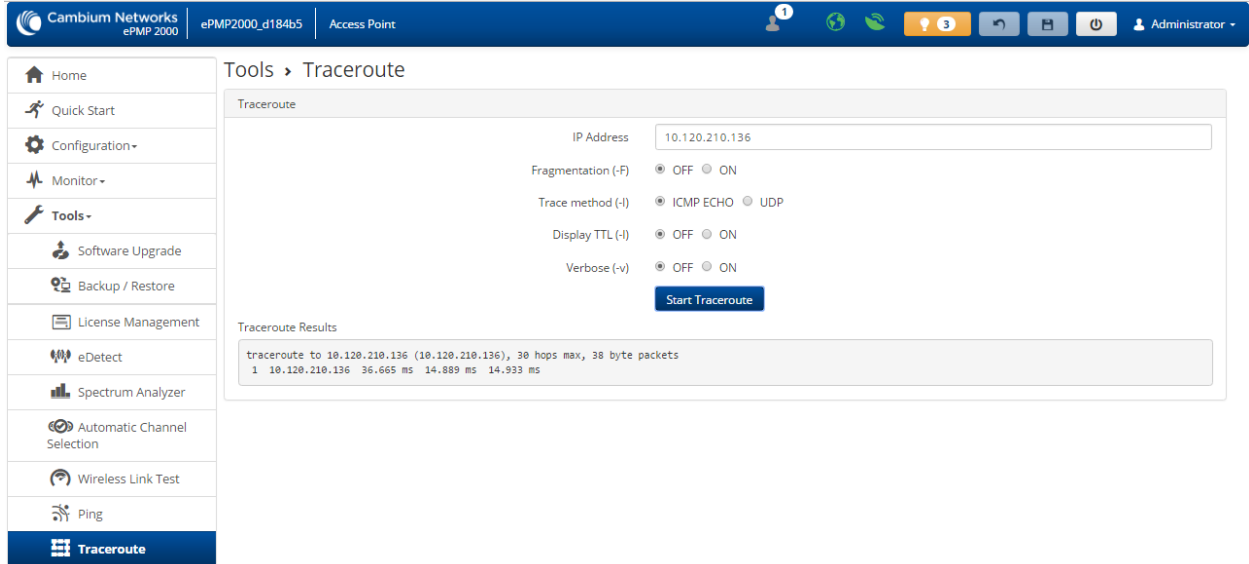 Cambium Networks
ePMP 2000
ePMP2000_d184b5
Access Point
1
3
Administrator
Home
Quick Start
Configuration
Monitor
Tools
Software Upgrade
Backup / Restore
License Management
eDetect
Spectrum Analyzer
Automatic Channel
Selection
Wireless Link Test
Ping
Traceroute
Tools › Traceroute
Traceroute
IP Address 10.120.210.136
Fragmentation (-F) OFF ON
Trace method (-I) ICMP ECHO UDP
Display TTL (-l) OFF ON
Verbose (-v) OFF ON
Start Traceroute
Traceroute Results
traceroute to 10.120.210.136 (10.120.210.136), 30 hops max, 38 byte packets
1 10.120.210.136 36.665 ms 14.889 ms 14.933 ms